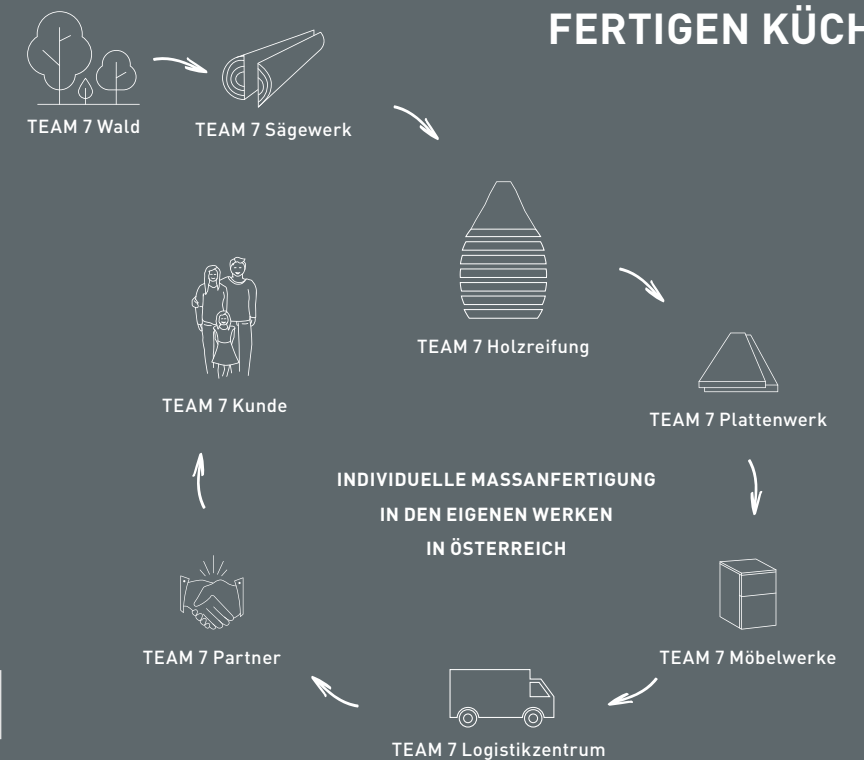 FERTIGEN KÜCH
TEAM 7 Wald
TEAM 7 Sägewerk
TEAM 7 Holzreifung
TEAM 7 Plattenwerk
TEAM 7 Kunde
INDIVIDUELLE MASSANFERTIGUNG
IN DEN EIGENEN WERKEN
IN ÖSTERREICH
TEAM 7 Partner
TEAM 7 Möbelwerke
TEAM 7 Logistikzentrum